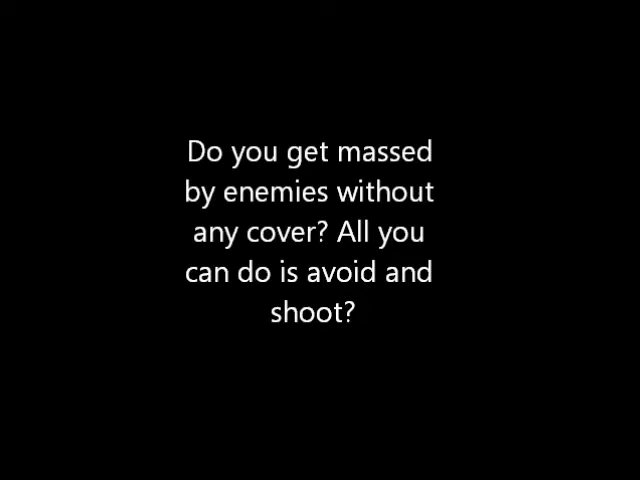 Do you get massed
by enemies without
any cover? All you
can do is avoid and
shoot?